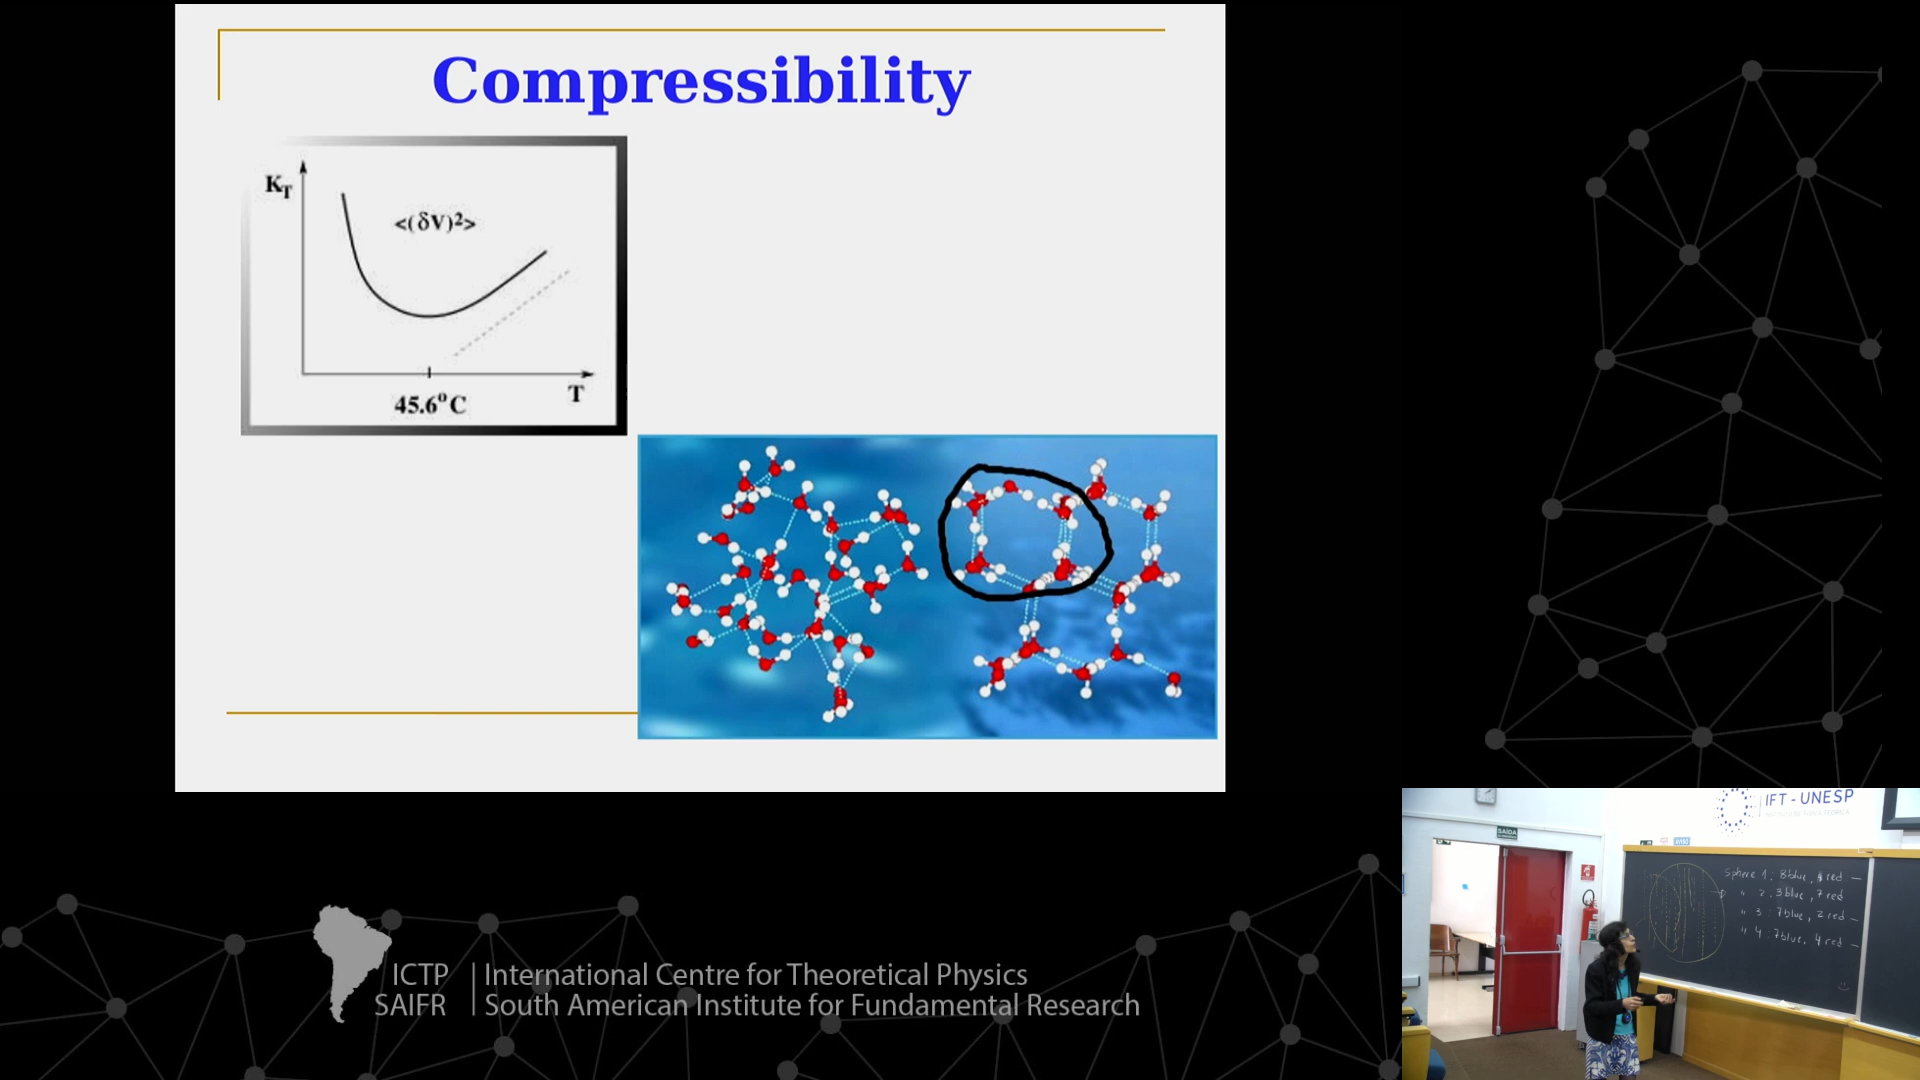 Compressibility
K_T
<(δV)²>
45.6⁰C
T
ICTP | International Centre for Theoretical Physics
SAIFR | South American Institute for Fundamental Research
IFT - UNESP
SAÍDA
Sphere 1: 8 blue, 4 red —
" 2. 3 blue, 7 red
" 3 : 7 blue, 2 red —
" 4 : 7 blue, 4 red —